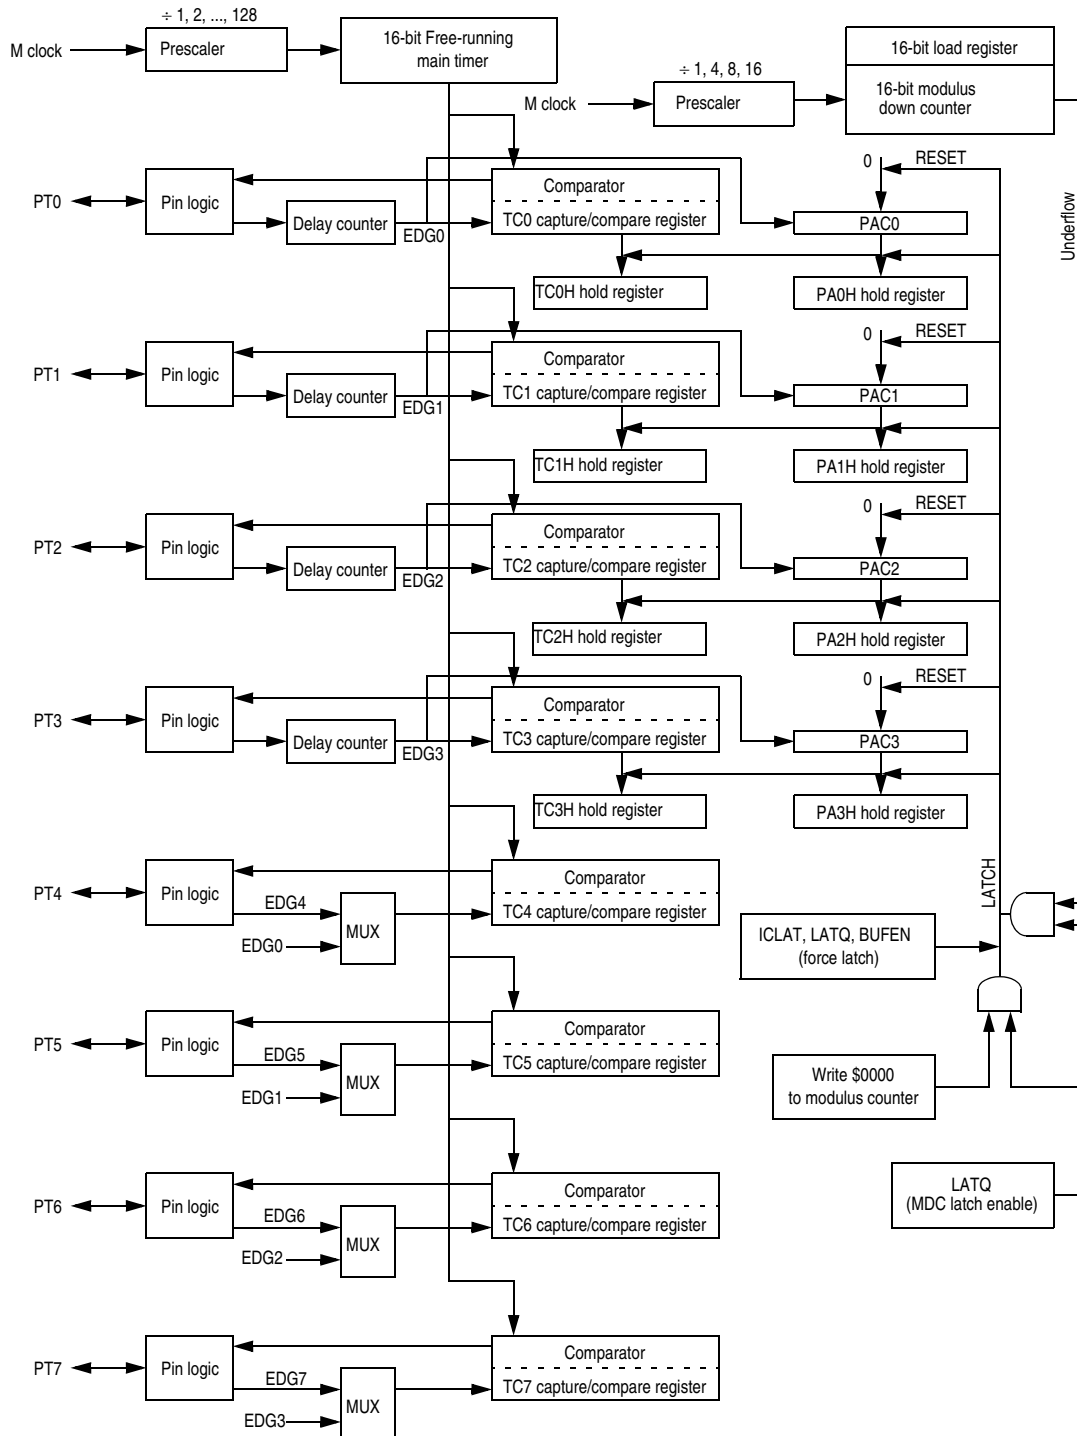 ÷ 1, 2, ..., 128
M clock
Prescaler
16-bit Free-running
main timer
÷ 1, 4, 8, 16
M clock
Prescaler
16-bit load register
16-bit modulus
down counter
Underflow
PT0
Pin logic
Delay counter
EDG0
Comparator
TC0 capture/compare register
TC0H hold register
0
RESET
PAC0
PA0H hold register
PT1
Pin logic
Delay counter
EDG1
Comparator
TC1 capture/compare register
TC1H hold register
0
RESET
PAC1
PA1H hold register
PT2
Pin logic
Delay counter
EDG2
Comparator
TC2 capture/compare register
TC2H hold register
0
RESET
PAC2
PA2H hold register
PT3
Pin logic
Delay counter
EDG3
Comparator
TC3 capture/compare register
TC3H hold register
0
RESET
PAC3
PA3H hold register
LATCH
PT4
Pin logic
EDG4
EDG0
MUX
Comparator
TC4 capture/compare register
ICLAT, LATQ, BUFEN
(force latch)
PT5
Pin logic
EDG5
EDG1
MUX
Comparator
TC5 capture/compare register
Write $0000
to modulus counter
PT6
Pin logic
EDG6
EDG2
MUX
Comparator
TC6 capture/compare register
LATQ
(MDC latch enable)
PT7
Pin logic
EDG7
EDG3
MUX
Comparator
TC7 capture/compare register